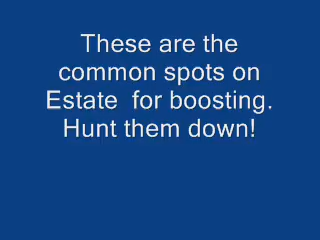 These are the
common spots on
Estate  for boosting.
Hunt them down!